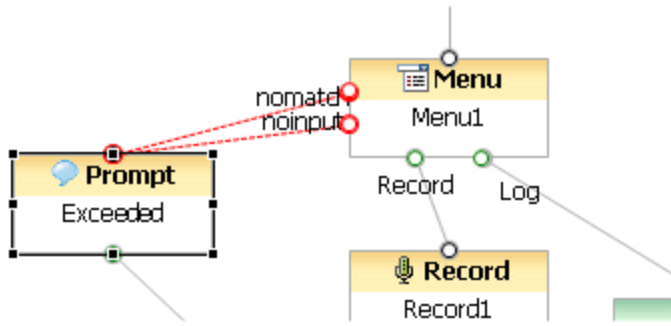 Menu
nomatch
noinput
Menu1
Prompt
Exceeded
Record
Log
Record
Record1